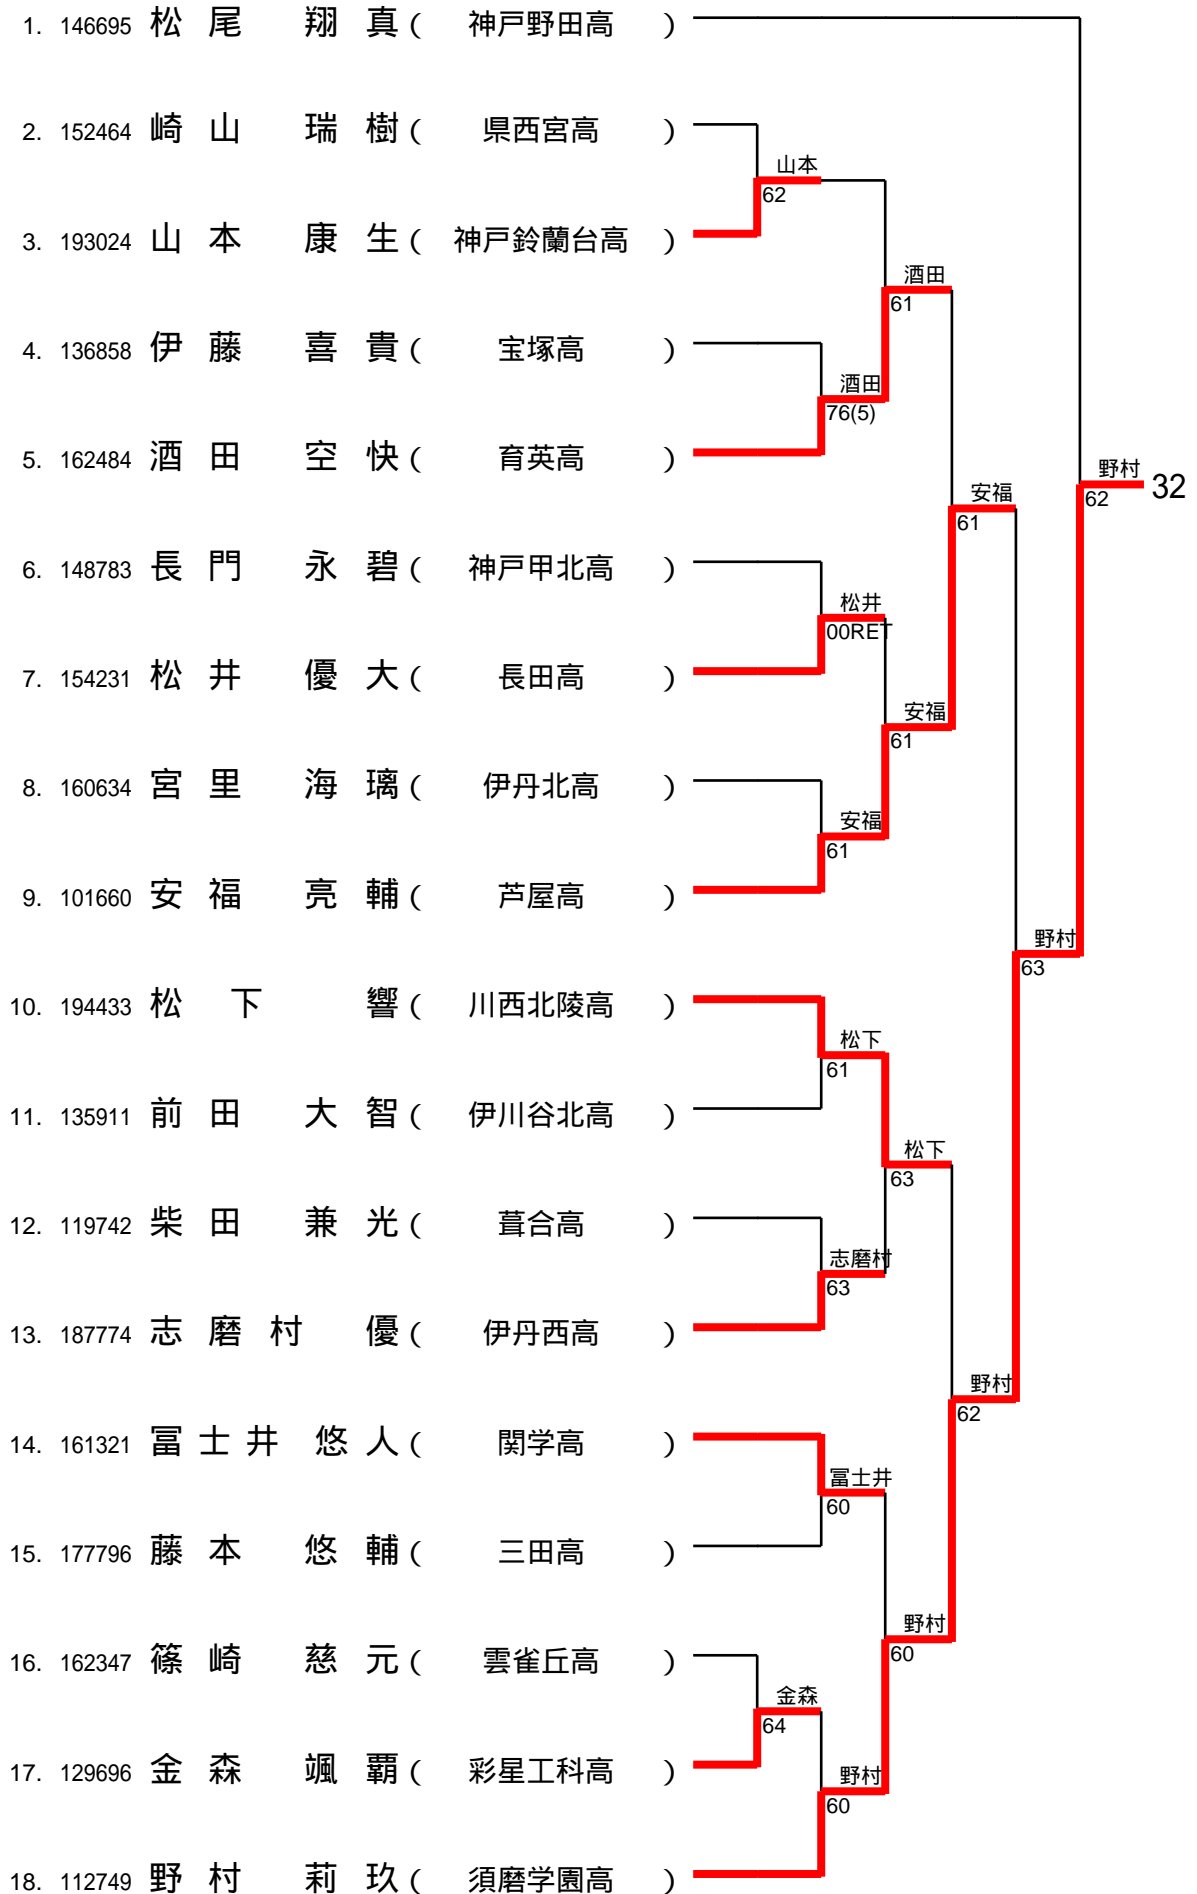 1. 146695 松尾 翔真 ( 神戸野田高 )
2. 152464 崎山 瑞樹 ( 県西宮高 )
山本
62
3. 193024 山本 康生 ( 神戸鈴蘭台高 )
酒田
61
4. 136858 伊藤 喜貴 ( 宝塚高 )
酒田
76(5)
5. 162484 酒田 空快 ( 育英高 )
野村
62
32
安福
61
6. 148783 長門 永碧 ( 神戸甲北高 )
松井
00RET
7. 154231 松井 優大 ( 長田高 )
安福
61
8. 160634 宮里 海璃 ( 伊丹北高 )
安福
61
9. 101660 安福 亮輔 ( 芦屋高 )
野村
63
10. 194433 松下 響 ( 川西北陵高 )
松下
61
11. 135911 前田 大智 ( 伊川谷北高 )
松下
63
12. 119742 柴田 兼光 ( 葺合高 )
志磨村
63
13. 187774 志磨村 優 ( 伊丹西高 )
野村
62
14. 161321 冨士井 悠人 ( 関学高 )
冨士井
60
15. 177796 藤本 悠輔 ( 三田高 )
野村
60
16. 162347 篠崎 慈元 ( 雲雀丘高 )
金森
64
17. 129696 金森 颯覇 ( 彩星工科高 )
野村
60
18. 112749 野村 莉玖 ( 須磨学園高 )